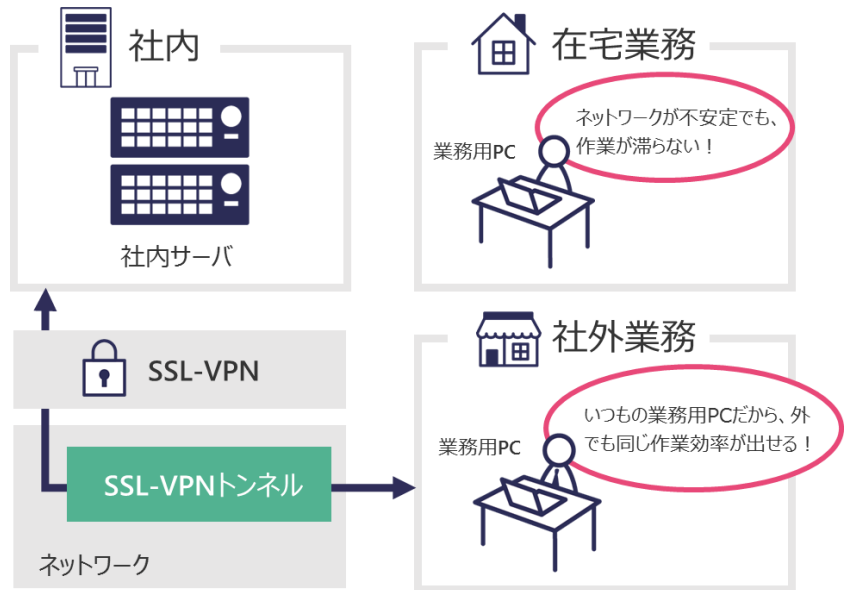 社内
社内サーバ
SSL-VPN
SSL-VPNトンネル
ネットワーク
在宅業務
ネットワークが不安定でも、
作業が滞らない！
業務用PC
社外業務
いつもの業務用PCだから、外
でも同じ作業効率が出せる！
業務用PC